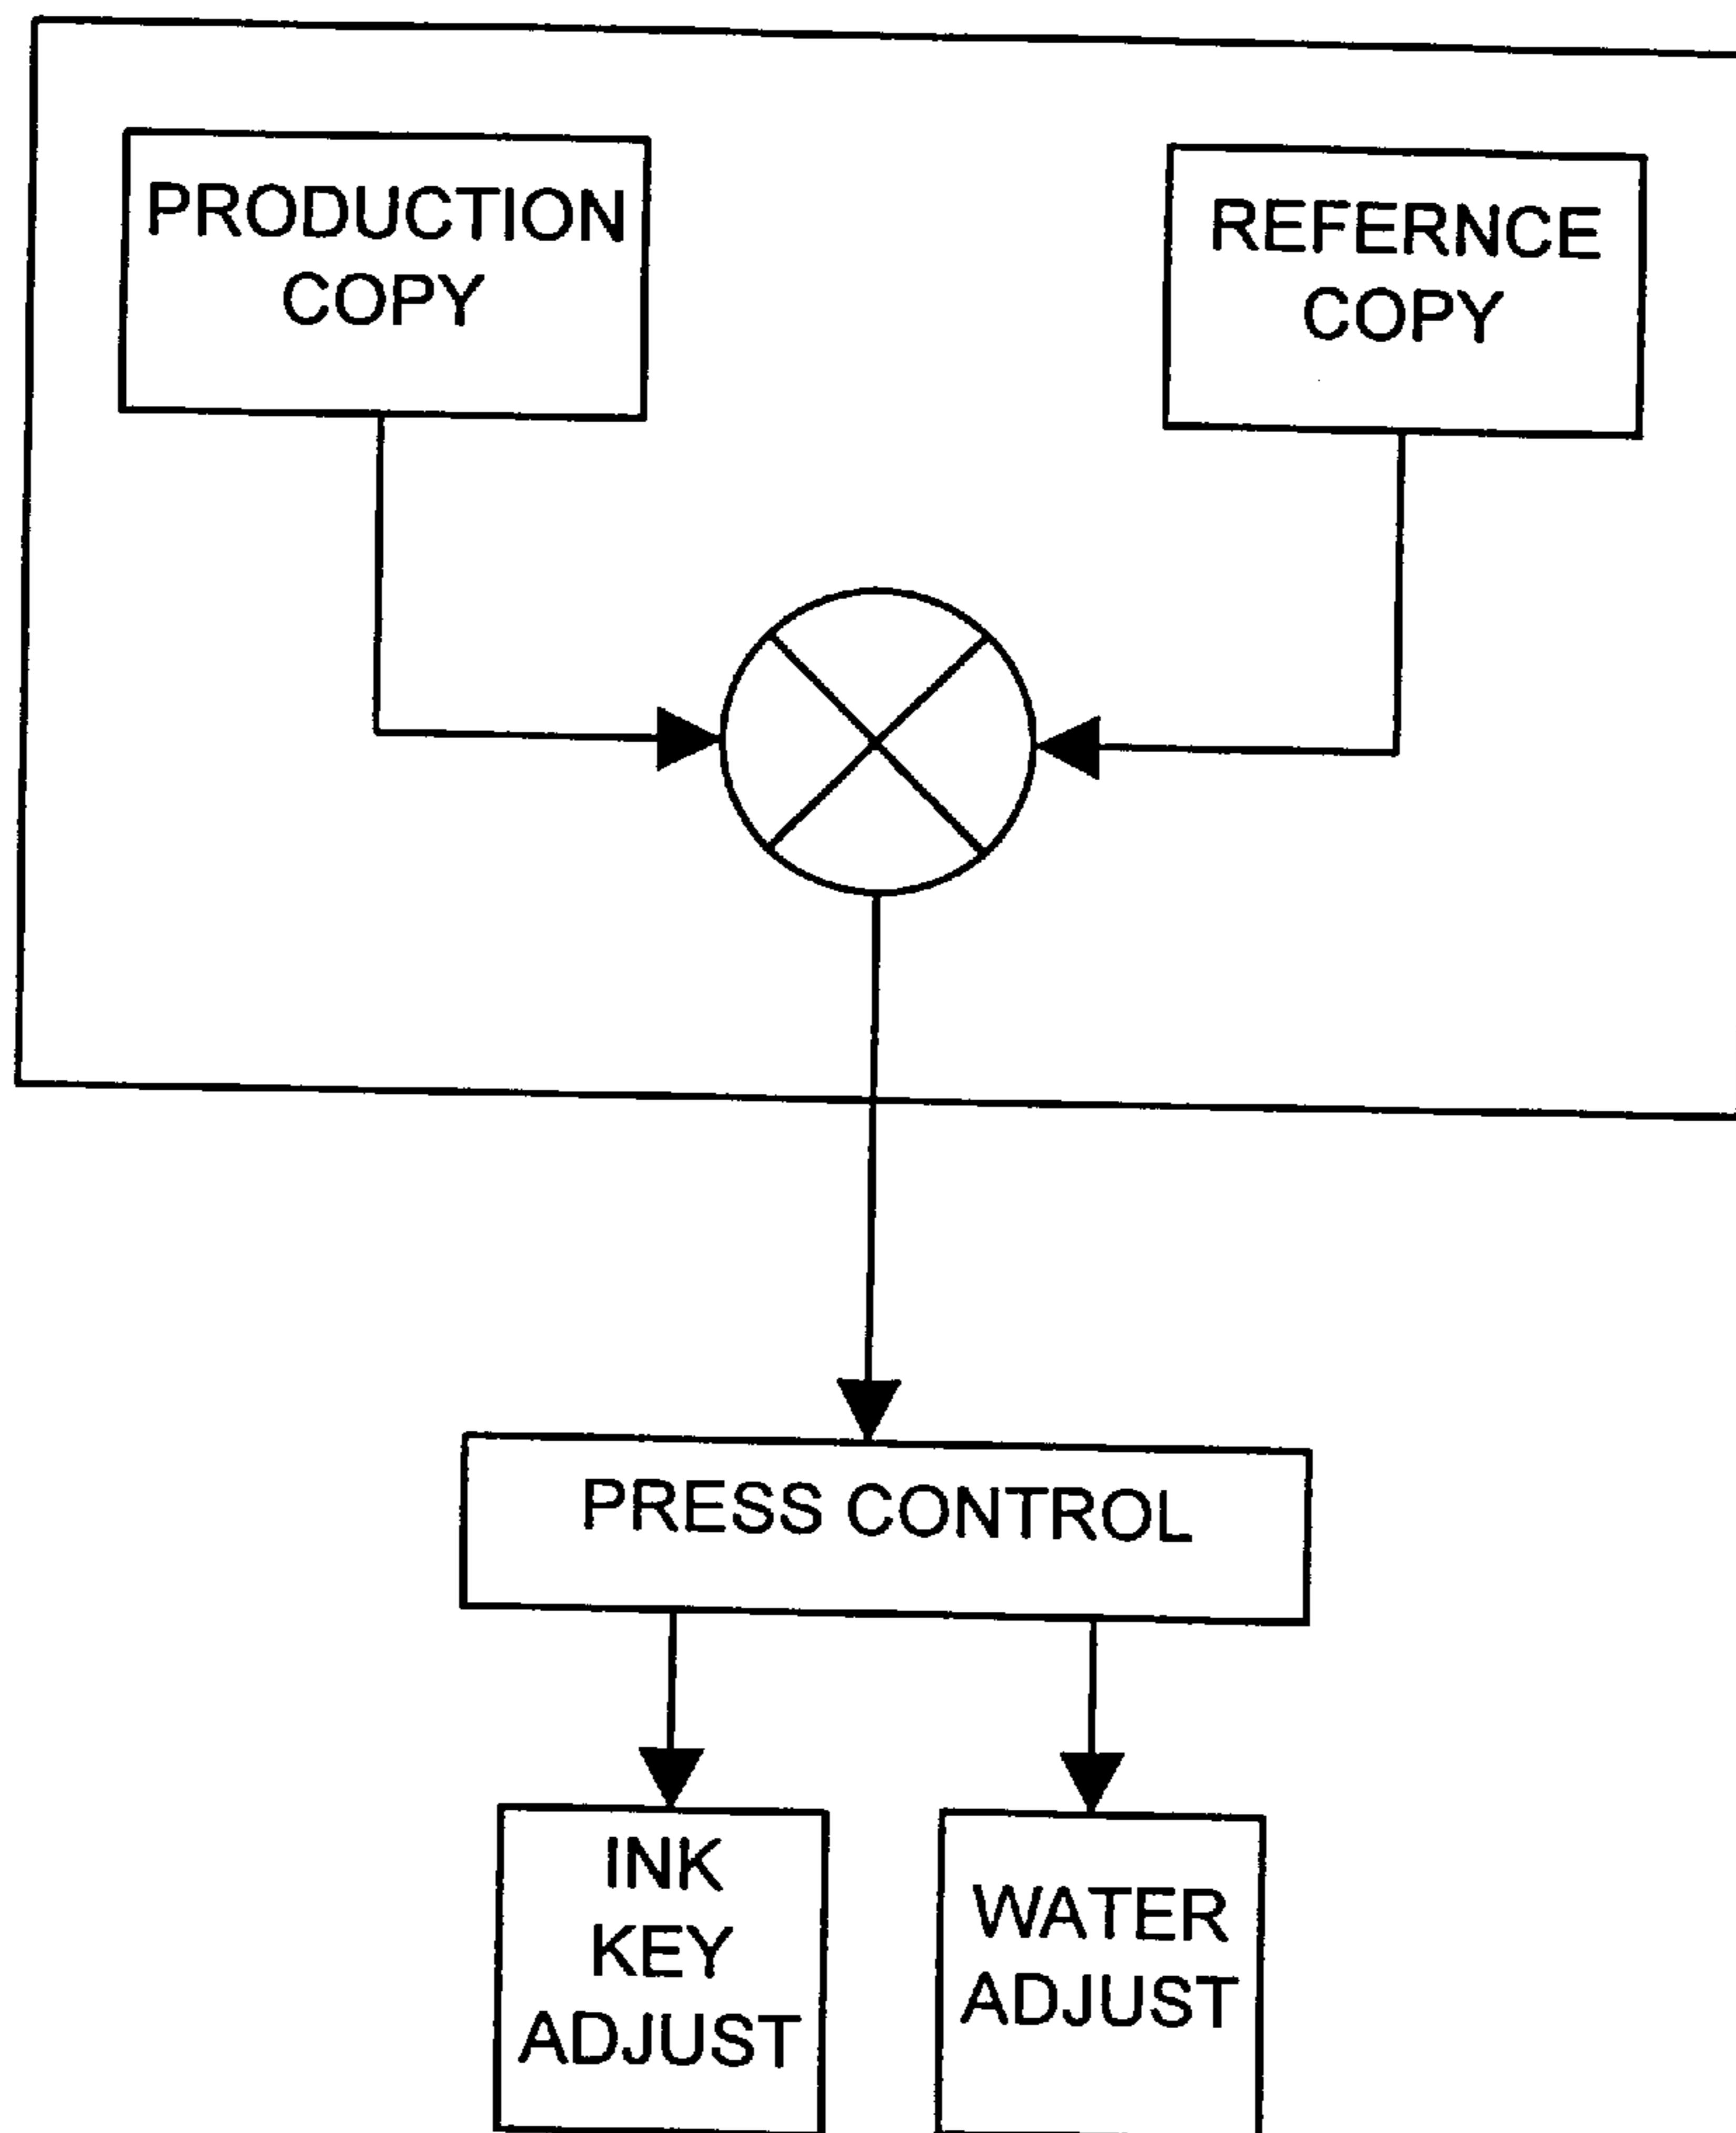 PRODUCTION
COPY
REFERNCE
COPY
PRESS CONTROL
INK
KEY
ADJUST
WATER
ADJUST